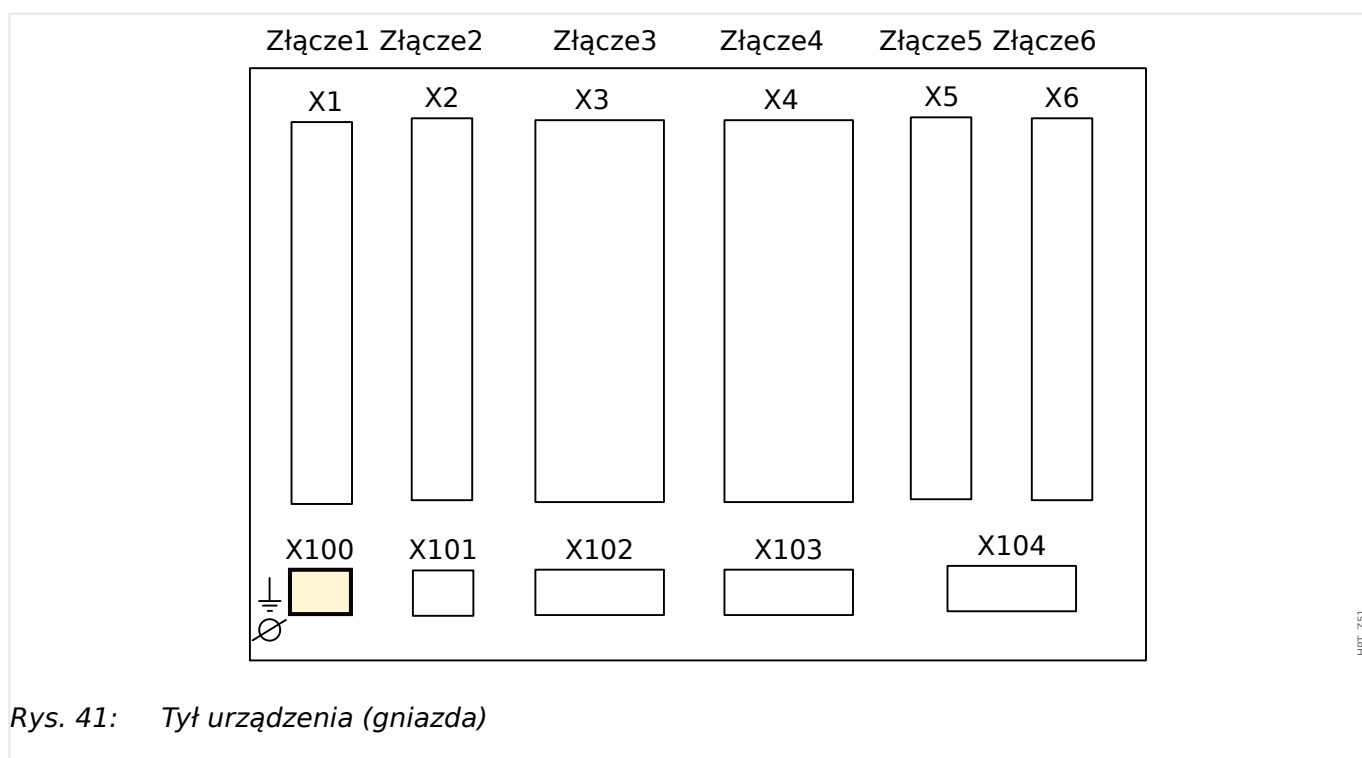 Złącze1 Złącze2 Złącze3 Złącze4 Złącze5 Złącze6
X1 X2 X3 X4 X5 X6
X100 X101 X102 X103 X104
Rys. 41: Tył urządzenia (gniazda)